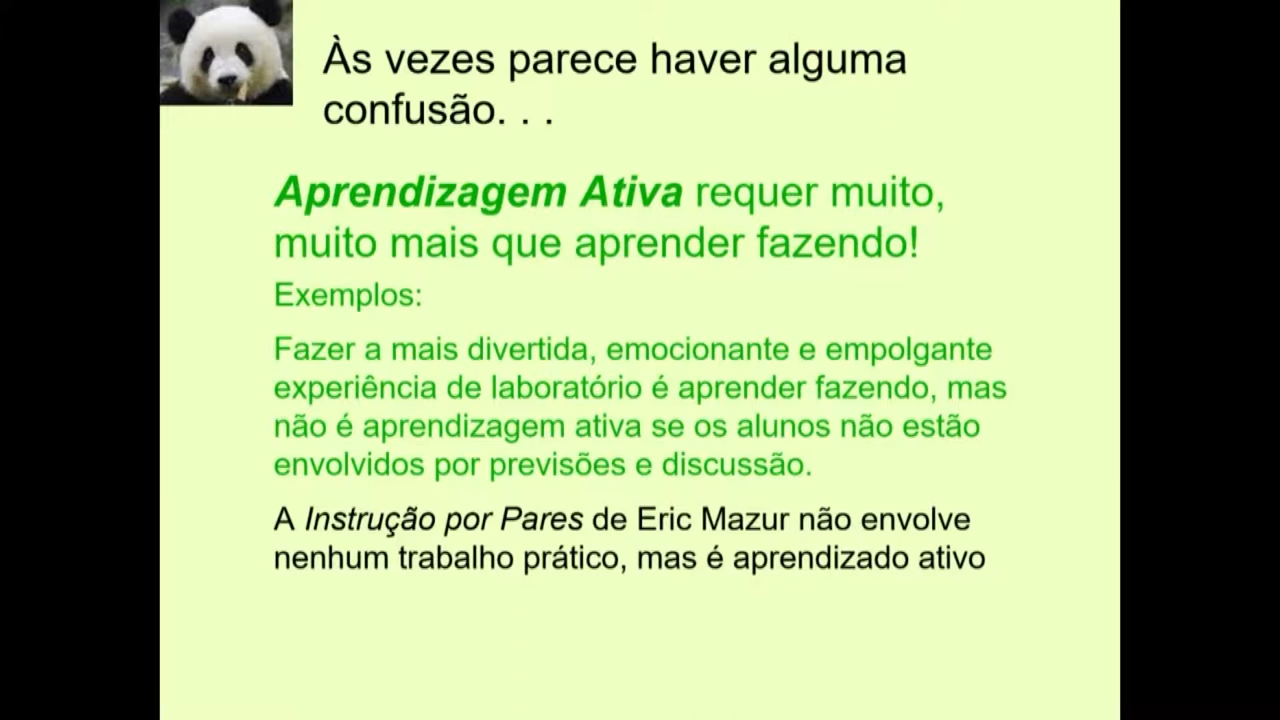 Às vezes parece haver alguma
confusão. . .
Aprendizagem Ativa requer muito,
muito mais que aprender fazendo!
Exemplos:
Fazer a mais divertida, emocionante e empolgante
experiência de laboratório é aprender fazendo, mas
não é aprendizagem ativa se os alunos não estão
envolvidos por previsões e discussão.
A Instrução por Pares de Eric Mazur não envolve
nenhum trabalho prático, mas é aprendizado ativo